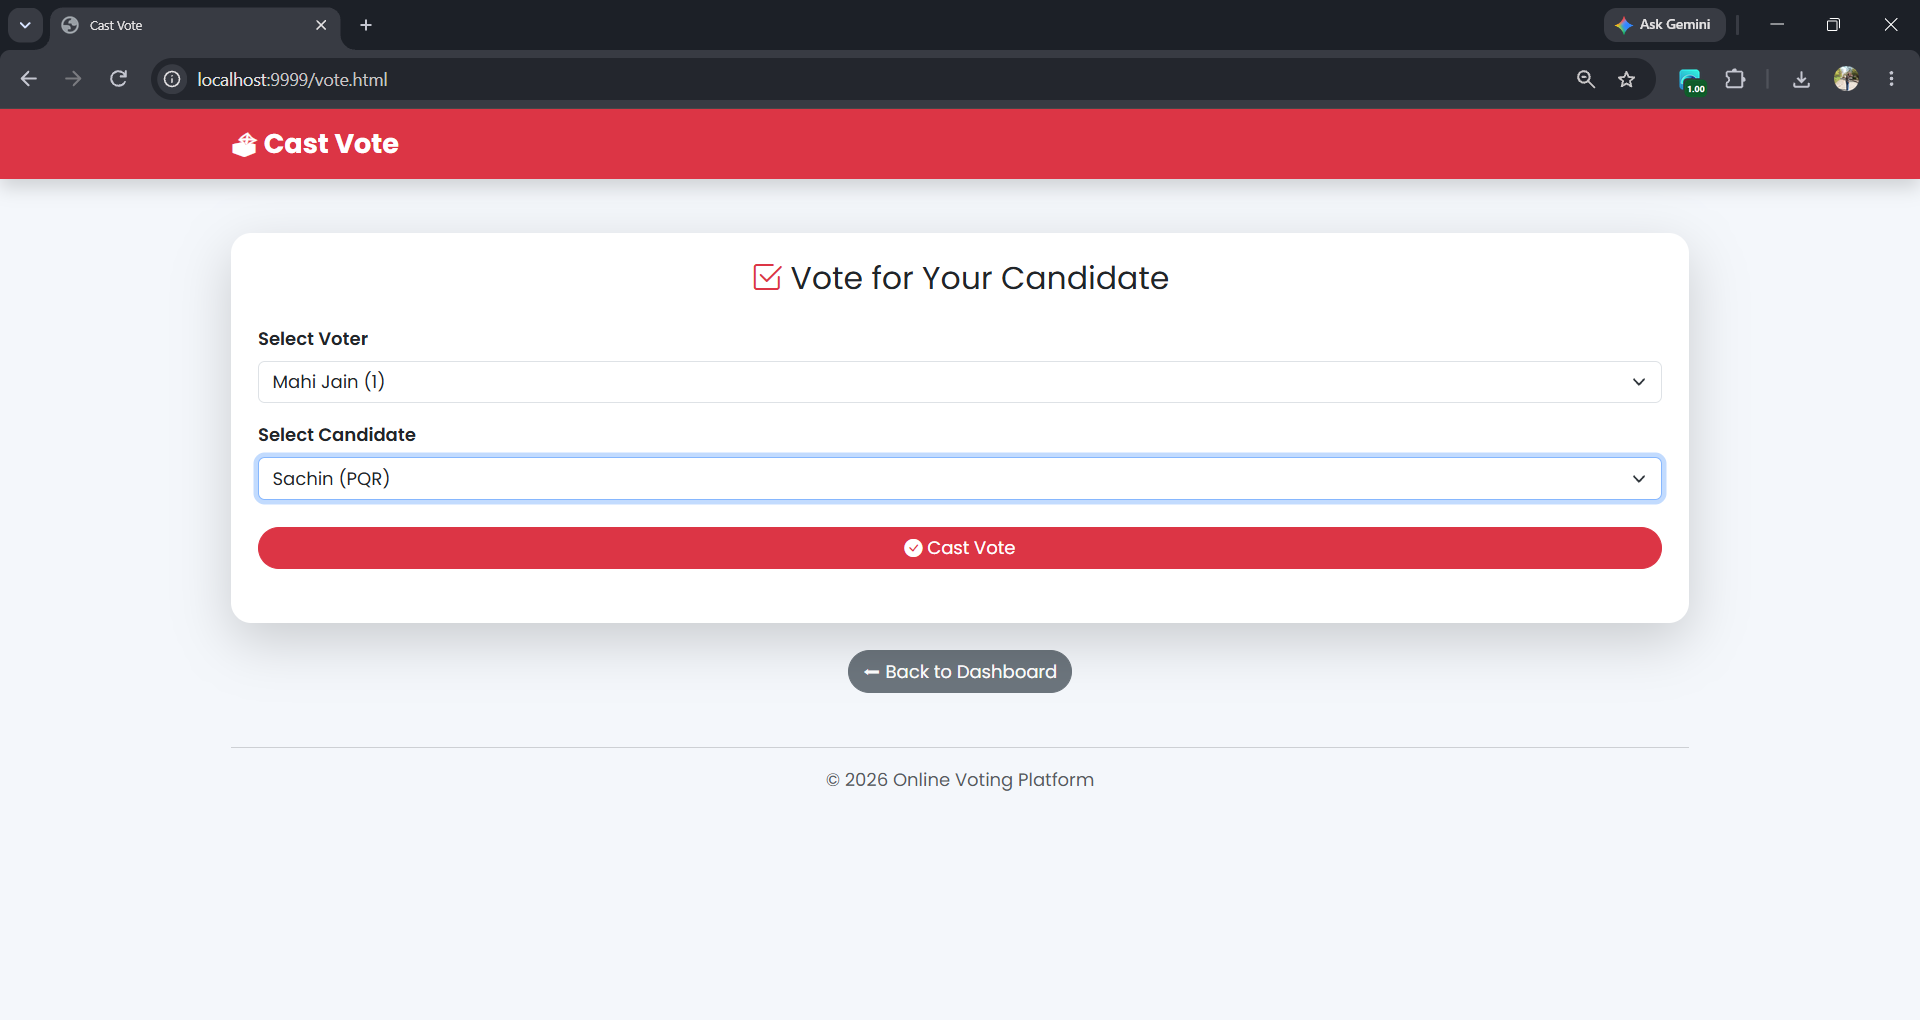 Cast Vote
Ask Gemini
localhost:9999/vote.html
1.00
Cast Vote
Vote for Your Candidate
Select Voter
Mahi Jain (1)
Select Candidate
Sachin (PQR)
Cast Vote
Back to Dashboard
© 2026 Online Voting Platform